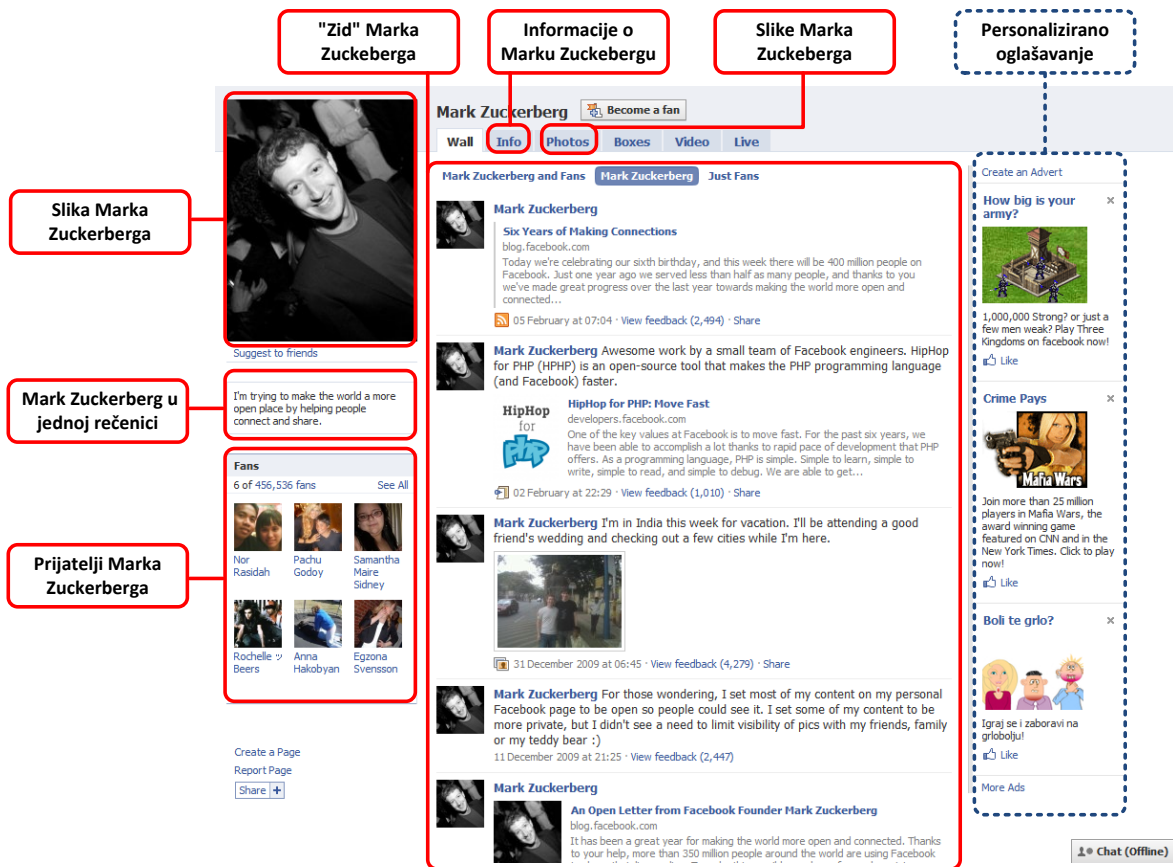 "Zid" Marka
Zuckeberga
Informacije o
Marku Zuckebergu
Slike Marka
Zuckeberga
Personalizirano
oglašavanje
Mark Zuckerberg
Become a fan
Wall Info Photos Boxes Video Live
Slika Marka
Zuckerberga
Suggest to friends
Mark Zuckerberg u
jednoj rečenici
I'm trying to make the world a more
open place by helping people
connect and share.
Prijatelji Marka
Zuckerberga
Fans
6 of 456,536 fans See All
Nor
Rasidah
Pachu
Godoy
Samantha
Maire
Sidney
Rochelle ツ
Beers
Anna
Hakobyan
Egzona
Svensson
Create a Page
Report Page
Share +
Mark Zuckerberg and Fans Mark Zuckerberg Just Fans
Mark Zuckerberg
Six Years of Making Connections
blog.facebook.com
Today we're celebrating our sixth birthday, and this week there will be 400 million people on
Facebook. Just one year ago we served less than half as many people, and thanks to you
we've made great progress over the last year towards making the world more open and
connected...
05 February at 07:04 · View feedback (2,494) · Share
Mark Zuckerberg Awesome work by a small team of Facebook engineers. HipHop
for PHP (HPHP) is an open-source tool that makes the PHP programming language
(and Facebook) faster.
HipHop
for
php
HipHop for PHP: Move Fast
developers.facebook.com
One of the key values at Facebook is to move fast. For the past six years, we
have been able to accomplish a lot thanks to rapid pace of development that PHP
offers. As a programming language, PHP is simple. Simple to learn, simple to
write, simple to read, and simple to debug. We are able to get...
02 February at 22:29 · View feedback (1,010) · Share
Mark Zuckerberg I'm in India this week for vacation. I'll be attending a good
friend's wedding and checking out a few cities while I'm here.
31 December 2009 at 06:45 · View feedback (4,279) · Share
Mark Zuckerberg For those wondering, I set most of my content on my personal
Facebook page to be open so people could see it. I set some of my content to be
more private, but I didn't see a need to limit visibility of pics with my friends, family
or my teddy bear :)
11 December 2009 at 21:25 · View feedback (2,447)
Mark Zuckerberg
An Open Letter from Facebook Founder Mark Zuckerberg
blog.facebook.com
It has been a great year for making the world more open and connected. Thanks
to your help, more than 350 million people around the world are using Facebook
Create an Advert
How big is your
army?
1,000,000 Strong? or just a
few men weak? Play Three
Kingdoms on facebook now!
Like
Crime Pays
Mafia Wars
Join more than 25 million
players in Mafia Wars, the
award winning game
featured on CNN and in the
New York Times. Click to play
now!
Like
Boli te grlo?
Igraj se i zaboravi na
grlobolju!
Like
More Ads
Chat (Offline)